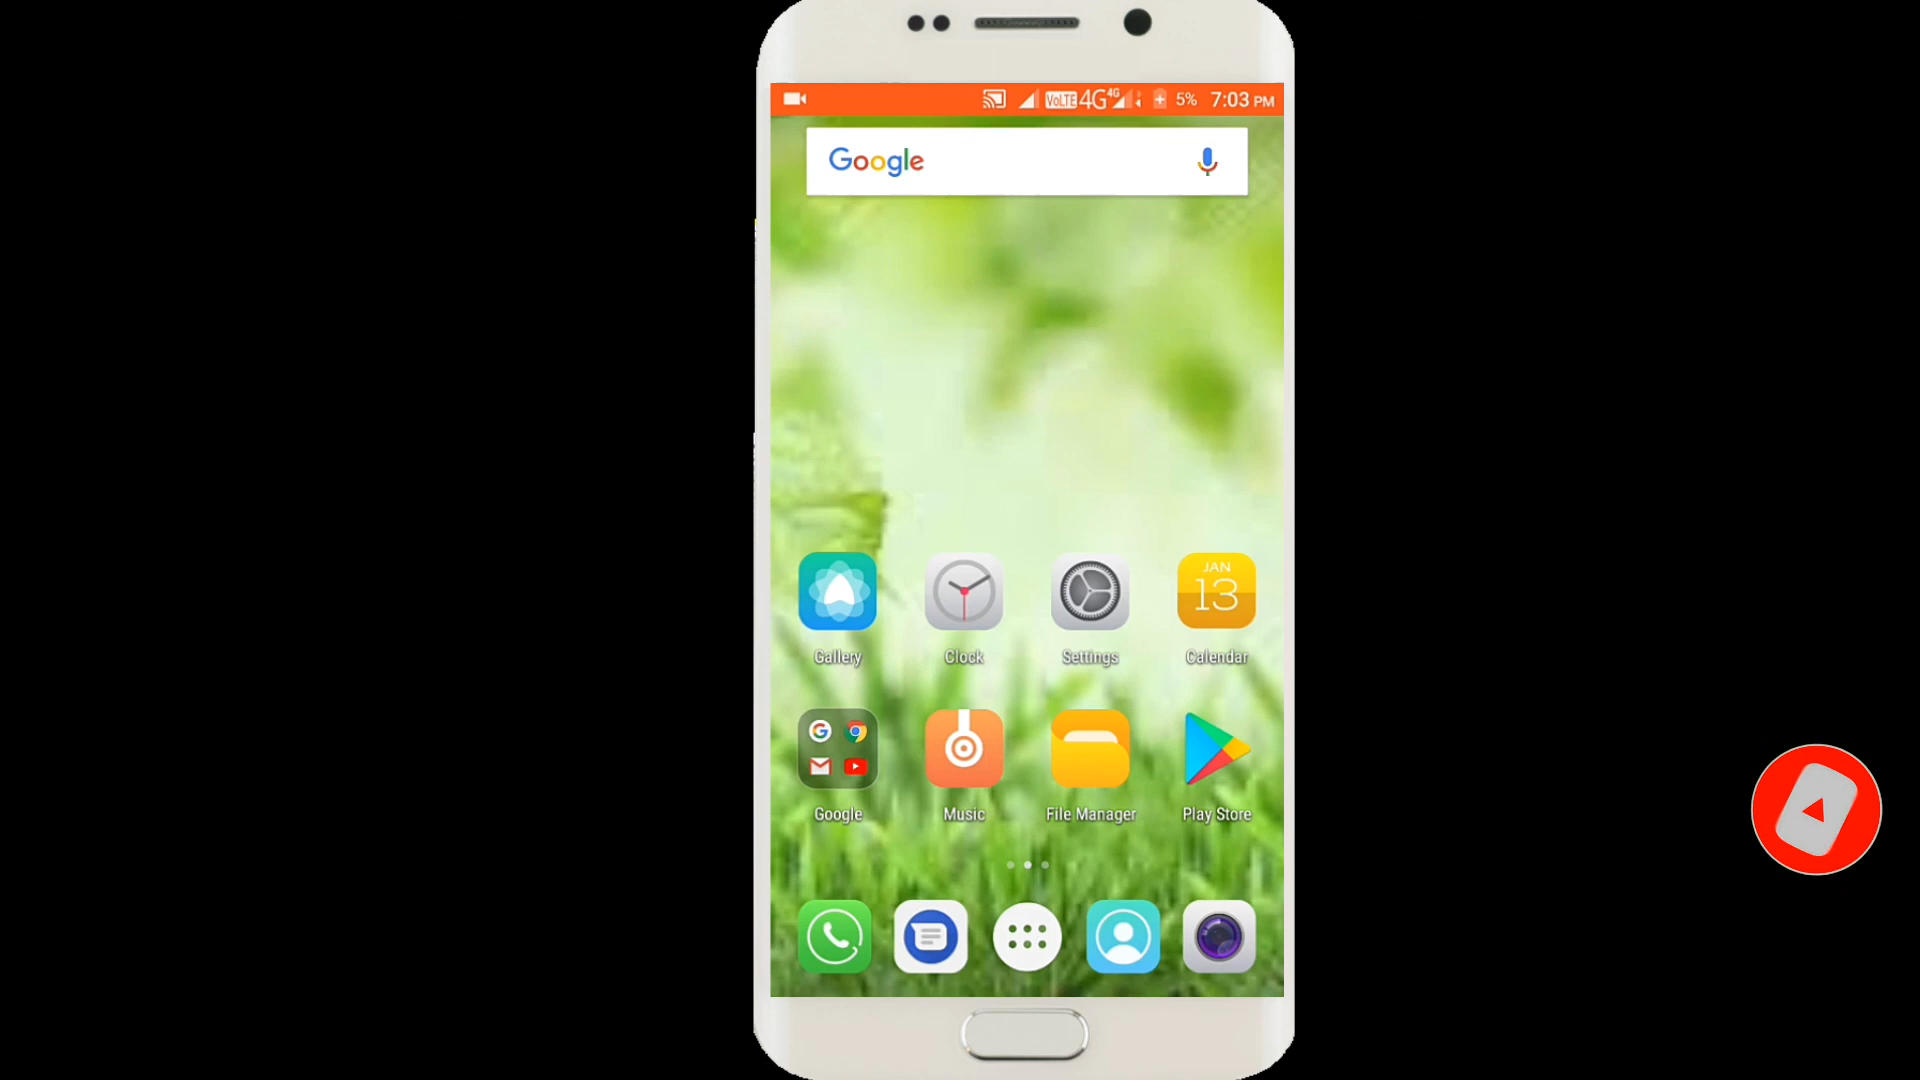 VoLTE 4G 4G 5% 7:03 PM
Google
JAN
13
Gallery Clock Settings Calendar
G
Google Music File Manager Play Store